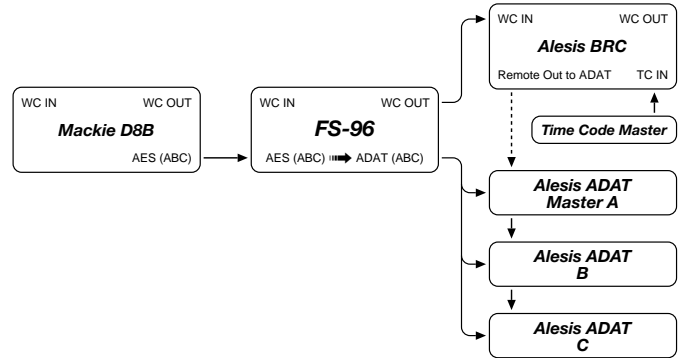 WC IN WC OUT
Alesis BRC
Remote Out to ADAT TC IN
Time Code Master
WC IN WC OUT
Mackie D8B
AES (ABC)
WC IN WC OUT
FS-96
AES (ABC) ADAT (ABC)
Alesis ADAT
Master A
Alesis ADAT
B
Alesis ADAT
C